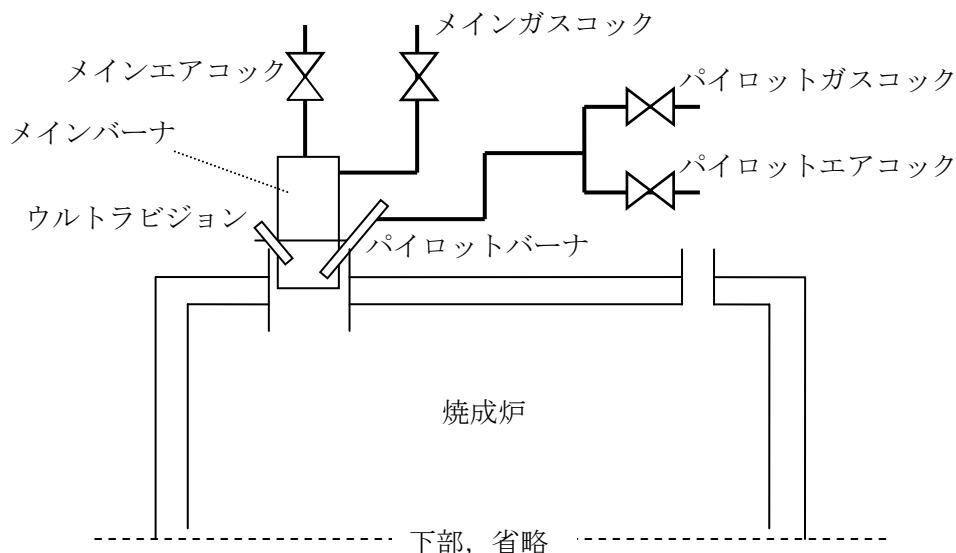 メインガスコック
メインエアコック
パイロットガスコック
メインバーナ
パイロットエアコック
ウルトラビジョン
パイロットバーナ
焼成炉
下部，省略